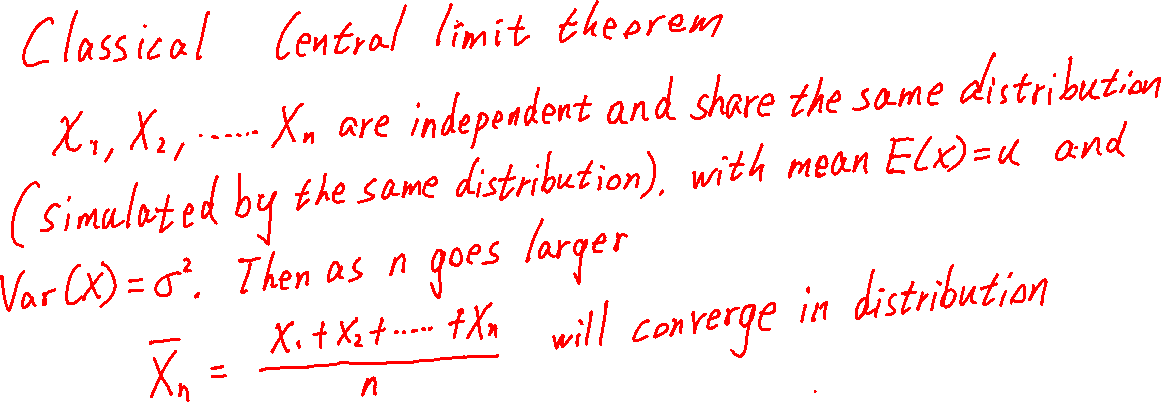 Classical Central limit theorem
X₁, X₂, ...... Xₙ are independent and share the same distribution
(simulated by the same distribution), with mean E(X)=u and
Var(X)=σ². Then as n goes larger
X̄ₙ = (X₁+X₂+.....+Xₙ)/n will converge in distribution